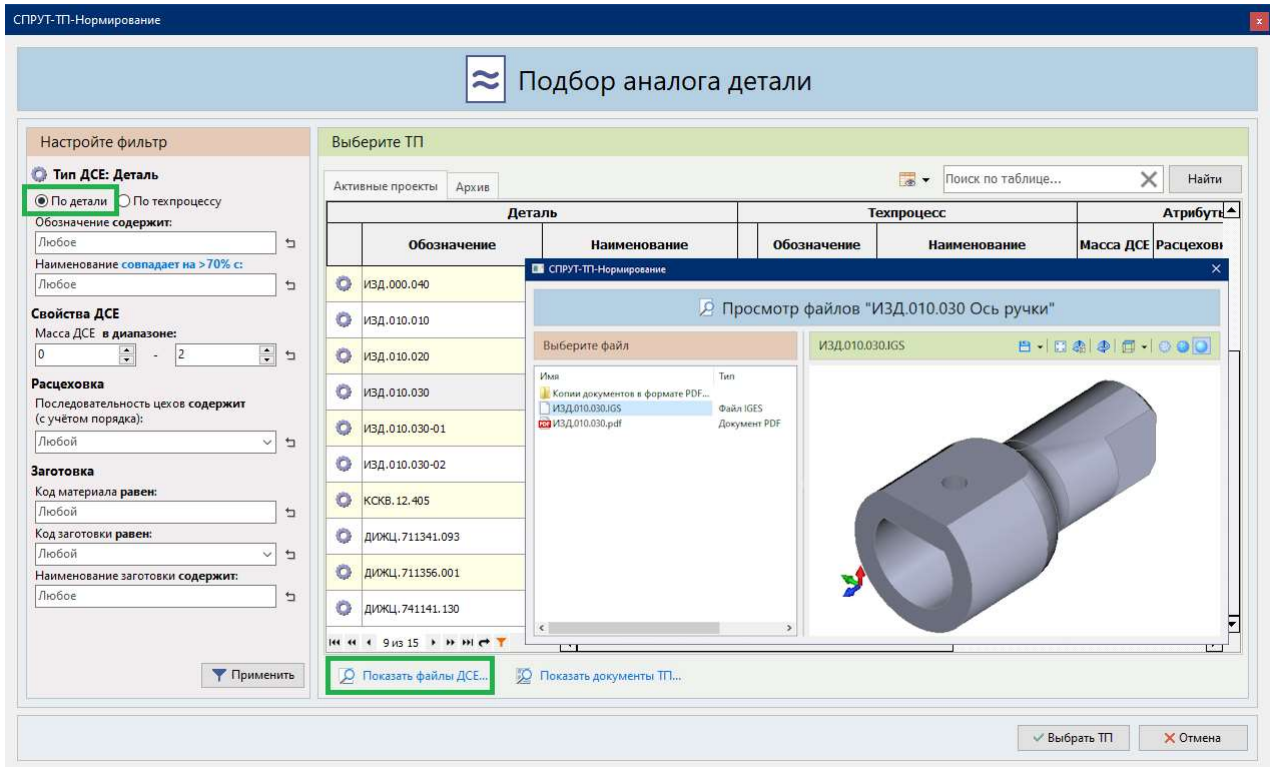 СПРУТ-ТП-Нормирование
x
Подбор аналога детали
Настройте фильтр
Тип ДСЕ: Деталь
По детали По техпроцессу
Обозначение содержит:
Любое
Наименование совпадает на >70% с:
Любое
Свойства ДСЕ
Масса ДСЕ в диапазоне:
0 - 2
Расцеховка
Последовательность цехов содержит
(с учётом порядка):
Любой
Заготовка
Код материала равен:
Любой
Код заготовки равен:
Любой
Наименование заготовки содержит:
Любое
Применить
Выберите ТП
Активные проекты Архив
Поиск по таблице... Найти
Деталь Техпроцесс Атрибуты
Обозначение Наименование Обозначение Наименование Масса ДСЕ Расцехов
ИЗД.000.040
ИЗД.010.010
ИЗД.010.020
ИЗД.010.030
ИЗД.010.030-01
ИЗД.010.030-02
КСКВ.12.405
ДИЖЦ.711341.093
ДИЖЦ.711356.001
ДИЖЦ.741141.130
9 из 15
СПРУТ-ТП-Нормирование
Просмотр файлов "ИЗД.010.030 Ось ручки"
Выберите файл
ИЗД.010.030.IGS
Имя Тип
Копии документов в формате PDF...
ИЗД.010.030.IGS Файл IGES
PDF ИЗД.010.030.pdf Документ PDF
Показать файлы ДСЕ... Показать документы ТП...
Выбрать ТП Отмена